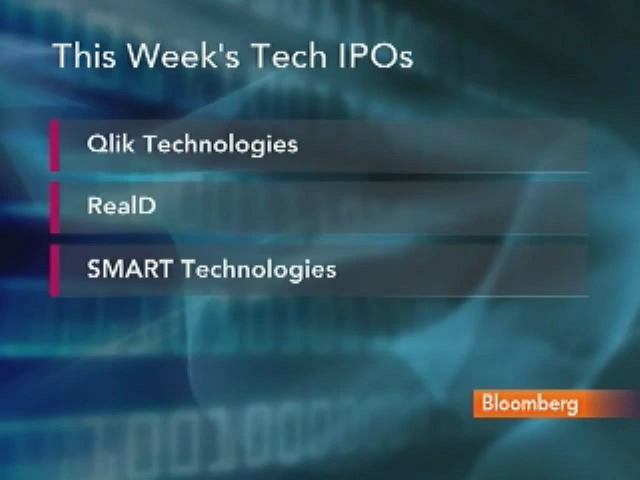 This Week's Tech IPOs
Qlik Technologies
RealD
SMART Technologies
Bloomberg